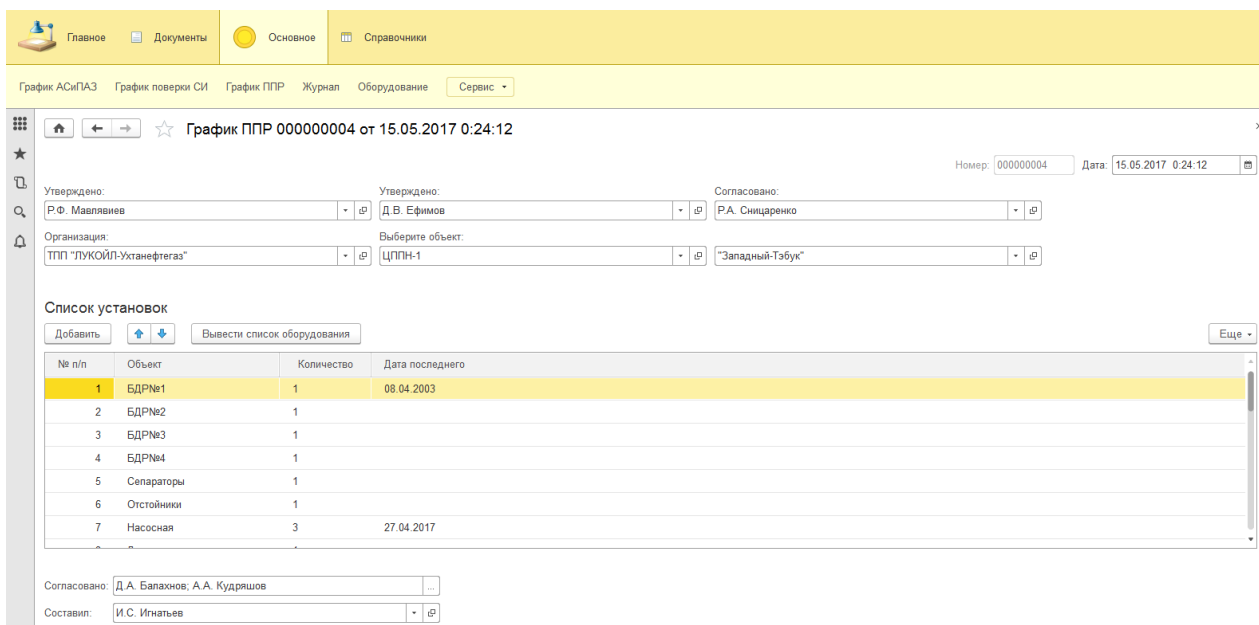 Главное Документы Основное Справочники
График АСиПАЗ График поверки СИ График ППР Журнал Оборудование Сервис
График ППР 000000004 от 15.05.2017 0:24:12
Номер: 000000004 Дата: 15.05.2017 0:24:12
Утверждено: Утверждено: Согласовано:
Р.Ф. Мавлявиев Д.В. Ефимов Р.А. Сницаренко
Организация: Выберите объект:
ТПП "ЛУКОЙЛ-Ухтанефтегаз" ЦППН-1 "Западный-Тэбук"
Список установок
Добавить Вывести список оборудования Еще
№ п/п Объект Количество Дата последнего
1 БДР№1 1 08.04.2003
2 БДР№2 1
3 БДР№3 1
4 БДР№4 1
5 Сепараторы 1
6 Отстойники 1
7 Насосная 3 27.04.2017
Согласовано: Д.А. Балахнов; А.А. Кудряшов ...
Составил: И.С. Игнатьев